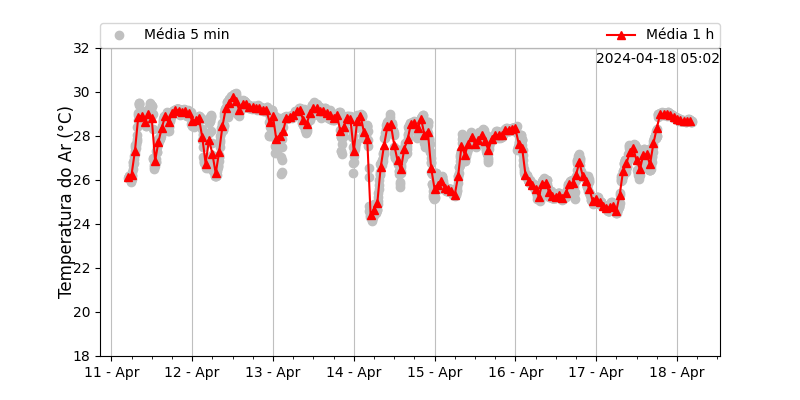 Média 5 min
Média 1 h
2024-04-18 05:02
Temperatura do Ar (°C)
32
30
28
26
24
22
20
18
11 - Apr
12 - Apr
13 - Apr
14 - Apr
15 - Apr
16 - Apr
17 - Apr
18 - Apr